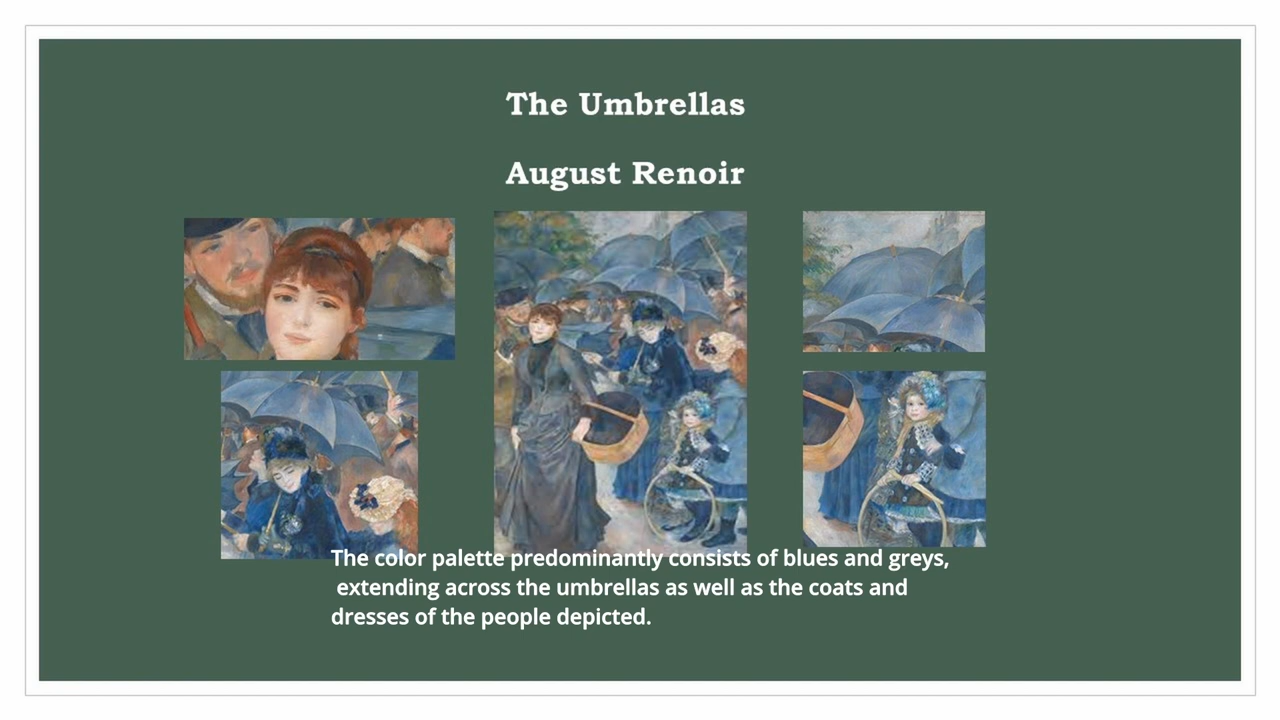 The Umbrellas
August Renoir
The color palette predominantly consists of blues and greys,
extending across the umbrellas as well as the coats and
dresses of the people depicted.